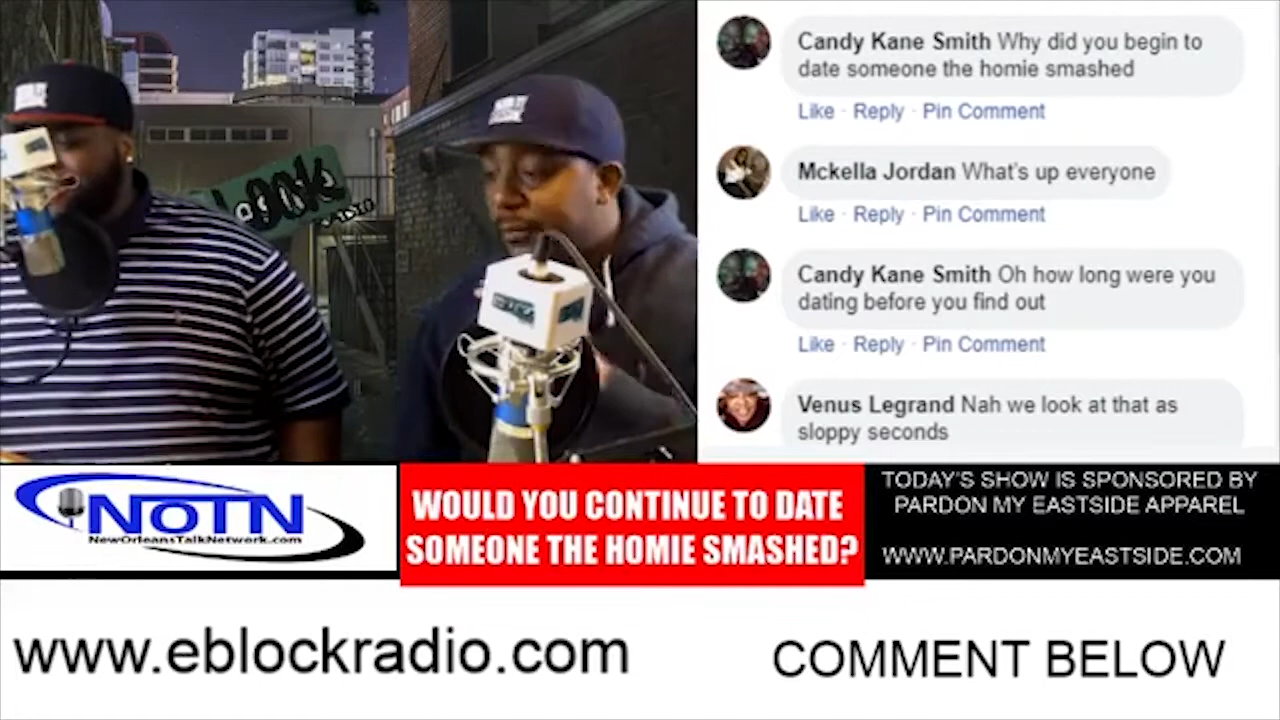 Candy Kane Smith Why did you begin to
date someone the homie smashed
Like · Reply · Pin Comment
Mckella Jordan What's up everyone
Like · Reply · Pin Comment
Candy Kane Smith Oh how long were you
dating before you find out
Like · Reply · Pin Comment
Venus Legrand Nah we look at that as
sloppy seconds
NOTN
NewOrleansTalkNetwork.com
WOULD YOU CONTINUE TO DATE
SOMEONE THE HOMIE SMASHED?
TODAY'S SHOW IS SPONSORED BY
PARDON MY EASTSIDE APPAREL
WWW.PARDONMYEASTSIDE.COM
www.eblockradio.com
COMMENT BELOW